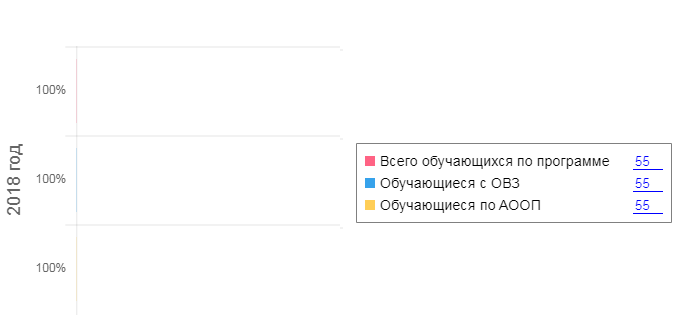 2018 год
100%
100%
100%
Всего обучающихся по программе 55
Обучающиеся с ОВЗ 55
Обучающиеся по АООП 55